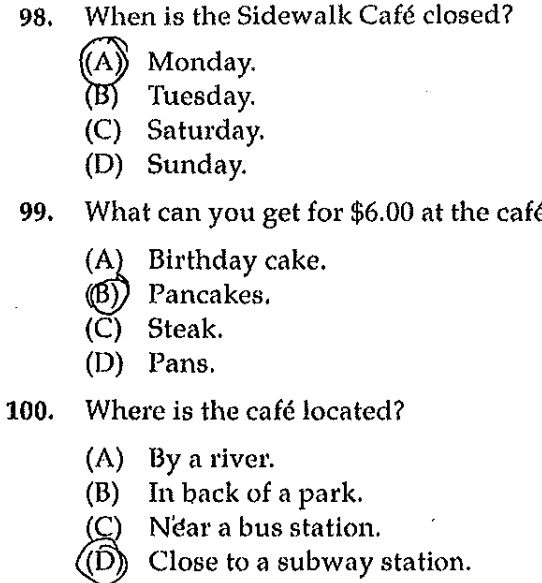 98. When is the Sidewalk Café closed?
(A) Monday.
(B) Tuesday.
(C) Saturday.
(D) Sunday.
99. What can you get for $6.00 at the café
(A) Birthday cake.
(B) Pancakes.
(C) Steak.
(D) Pans.
100. Where is the café located?
(A) By a river.
(B) In back of a park.
(C) Near a bus station.
(D) Close to a subway station.